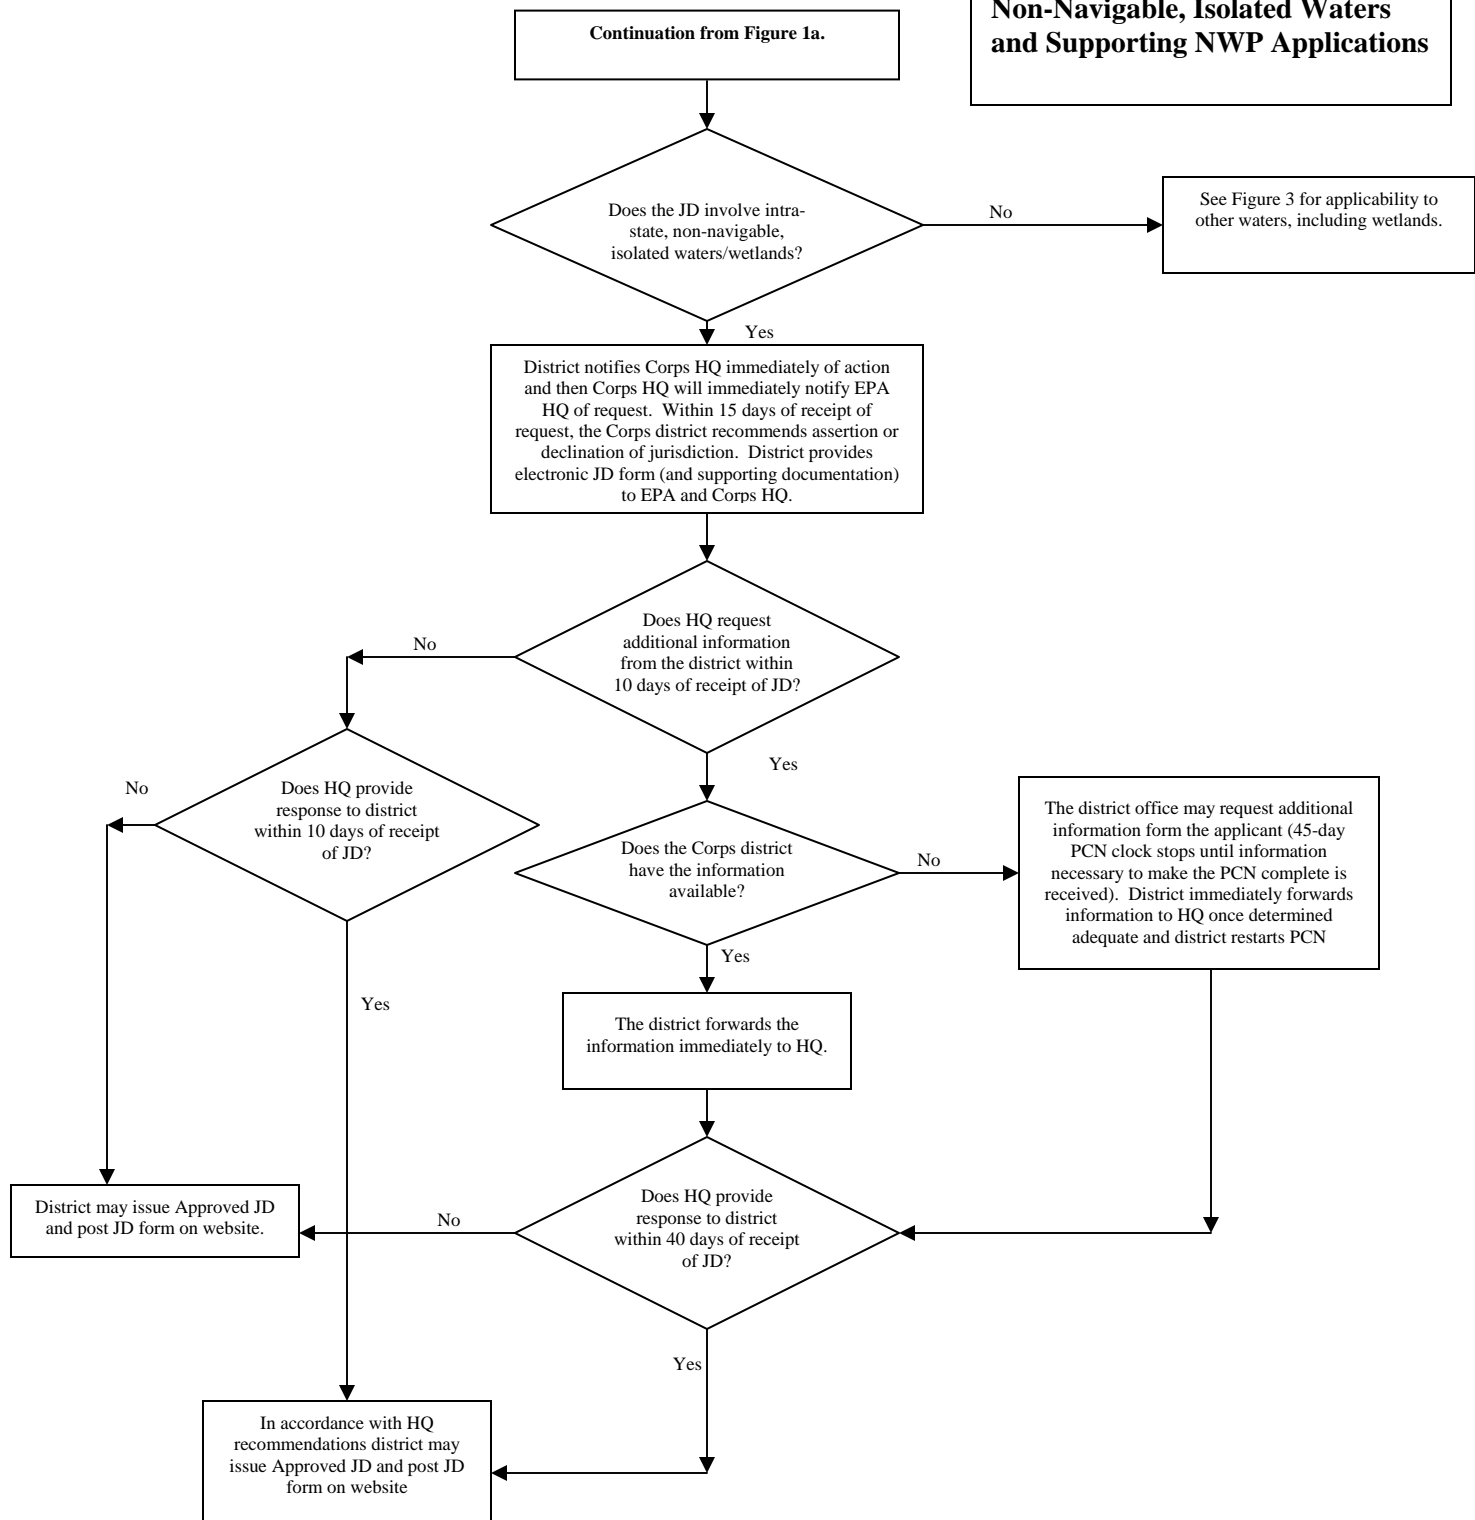 Non-Navigable, Isolated Waters
and Supporting NWP Applications
Continuation from Figure 1a.
Does the JD involve intra-
state, non-navigable,
isolated waters/wetlands?
No
See Figure 3 for applicability to
other waters, including wetlands.
Yes
District notifies Corps HQ immediately of action
and then Corps HQ will immediately notify EPA
HQ of request.  Within 15 days of receipt of
request, the Corps district recommends assertion or
declination of jurisdiction.  District provides
electronic JD form (and supporting documentation)
to EPA and Corps HQ.
Does HQ request
additional information
from the district within
10 days of receipt of JD?
No
Yes
Does HQ provide
response to district
within 10 days of receipt
of JD?
No
Yes
Does the Corps district
have the information
available?
No
The district office may request additional
information form the applicant (45-day
PCN clock stops until information
necessary to make the PCN complete is
received).  District immediately forwards
information to HQ once determined
adequate and district restarts PCN
Yes
The district forwards the
information immediately to HQ.
Does HQ provide
response to district
within 40 days of receipt
of JD?
No
District may issue Approved JD
and post JD form on website.
Yes
In accordance with HQ
recommendations district may
issue Approved JD and post JD
form on website